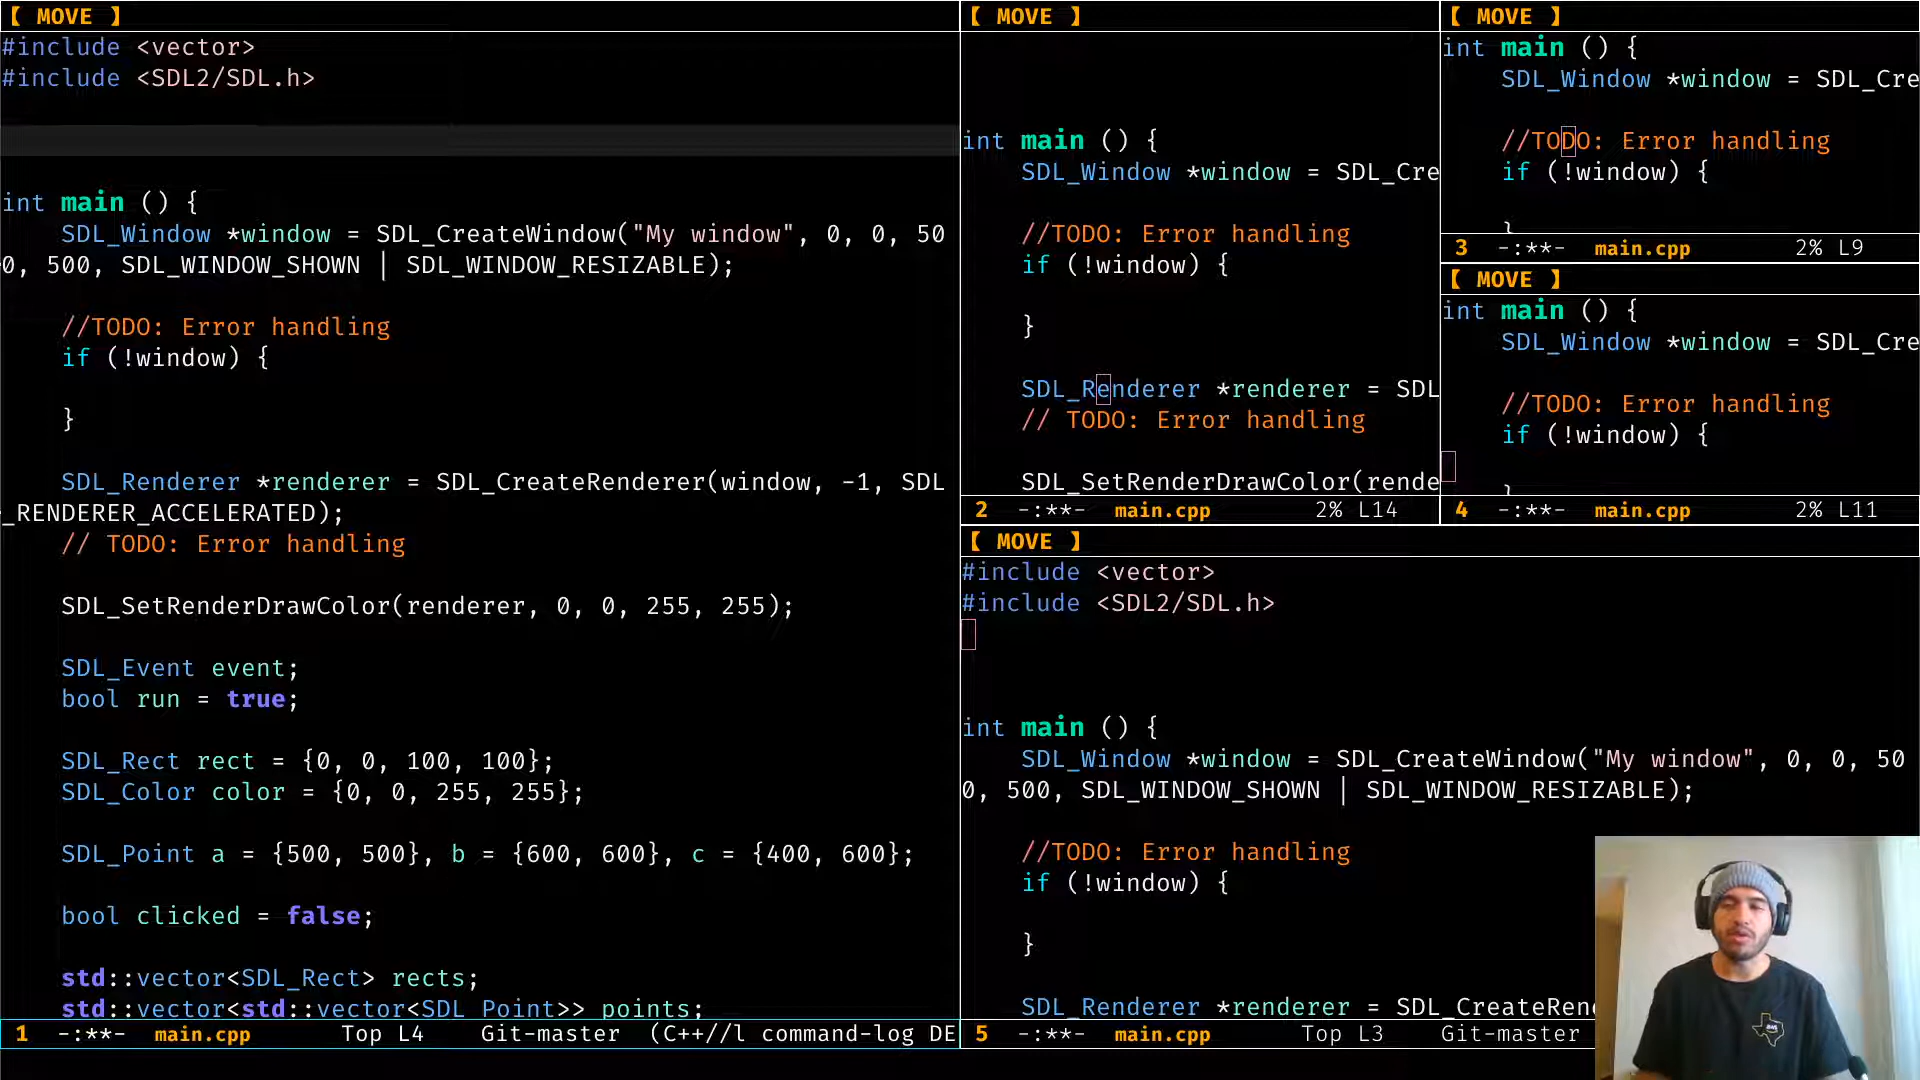 【 MOVE 】
#include <vector>
#include <SDL2/SDL.h>
int main () {
SDL_Window *window = SDL_CreateWindow("My window", 0, 0, 50
0, 500, SDL_WINDOW_SHOWN | SDL_WINDOW_RESIZABLE);
//TODO: Error handling
if (!window) {
}
SDL_Renderer *renderer = SDL_CreateRenderer(window, -1, SDL
_RENDERER_ACCELERATED);
// TODO: Error handling
SDL_SetRenderDrawColor(renderer, 0, 0, 255, 255);
SDL_Event event;
bool run = true;
SDL_Rect rect = {0, 0, 100, 100};
SDL_Color color = {0, 0, 255, 255};
SDL_Point a = {500, 500}, b = {600, 600}, c = {400, 600};
bool clicked = false;
std::vector<SDL_Rect> rects;
std::vector<std::vector<SDL_Point>> points;
1 -:**- main.cpp Top L4 Git-master (C++//l command-log DE
【 MOVE 】
int main () {
SDL_Window *window = SDL_Cre
//TODO: Error handling
if (!window) {
}
SDL_Renderer *renderer = SDL
// TODO: Error handling
SDL_SetRenderDrawColor(rende
2 -:**- main.cpp 2% L14
【 MOVE 】
int main () {
SDL_Window *window = SDL_Cre
//TODO: Error handling
if (!window) {
}
3 -:**- main.cpp 2% L9
【 MOVE 】
int main () {
SDL_Window *window = SDL_Cre
//TODO: Error handling
if (!window) {
}
4 -:**- main.cpp 2% L11
【 MOVE 】
#include <vector>
#include <SDL2/SDL.h>
int main () {
SDL_Window *window = SDL_CreateWindow("My window", 0, 0, 50
0, 500, SDL_WINDOW_SHOWN | SDL_WINDOW_RESIZABLE);
//TODO: Error handling
if (!window) {
}
SDL_Renderer *renderer = SDL_CreateRen
5 -:**- main.cpp Top L3 Git-master